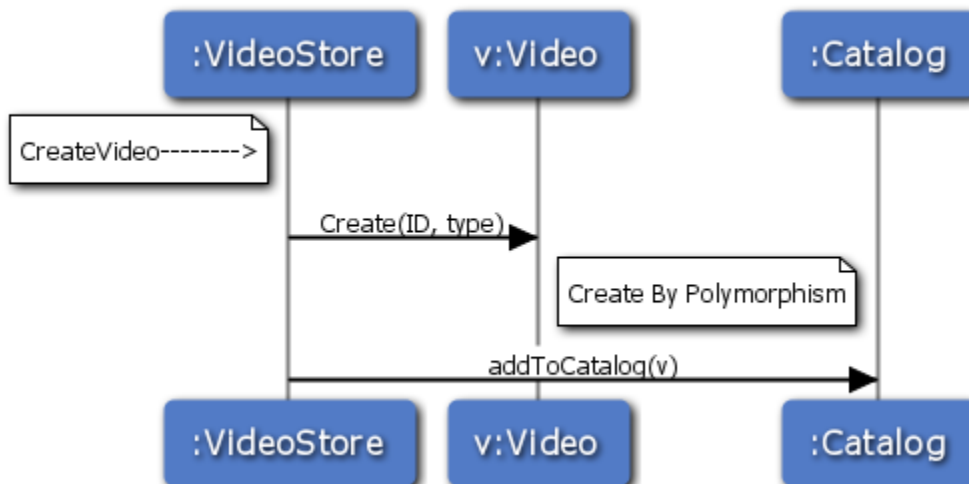 :VideoStore
v:Video
:Catalog
CreateVideo-------->
Create(ID, type)
Create By Polymorphism
addToCatalog(v)
:VideoStore
v:Video
:Catalog